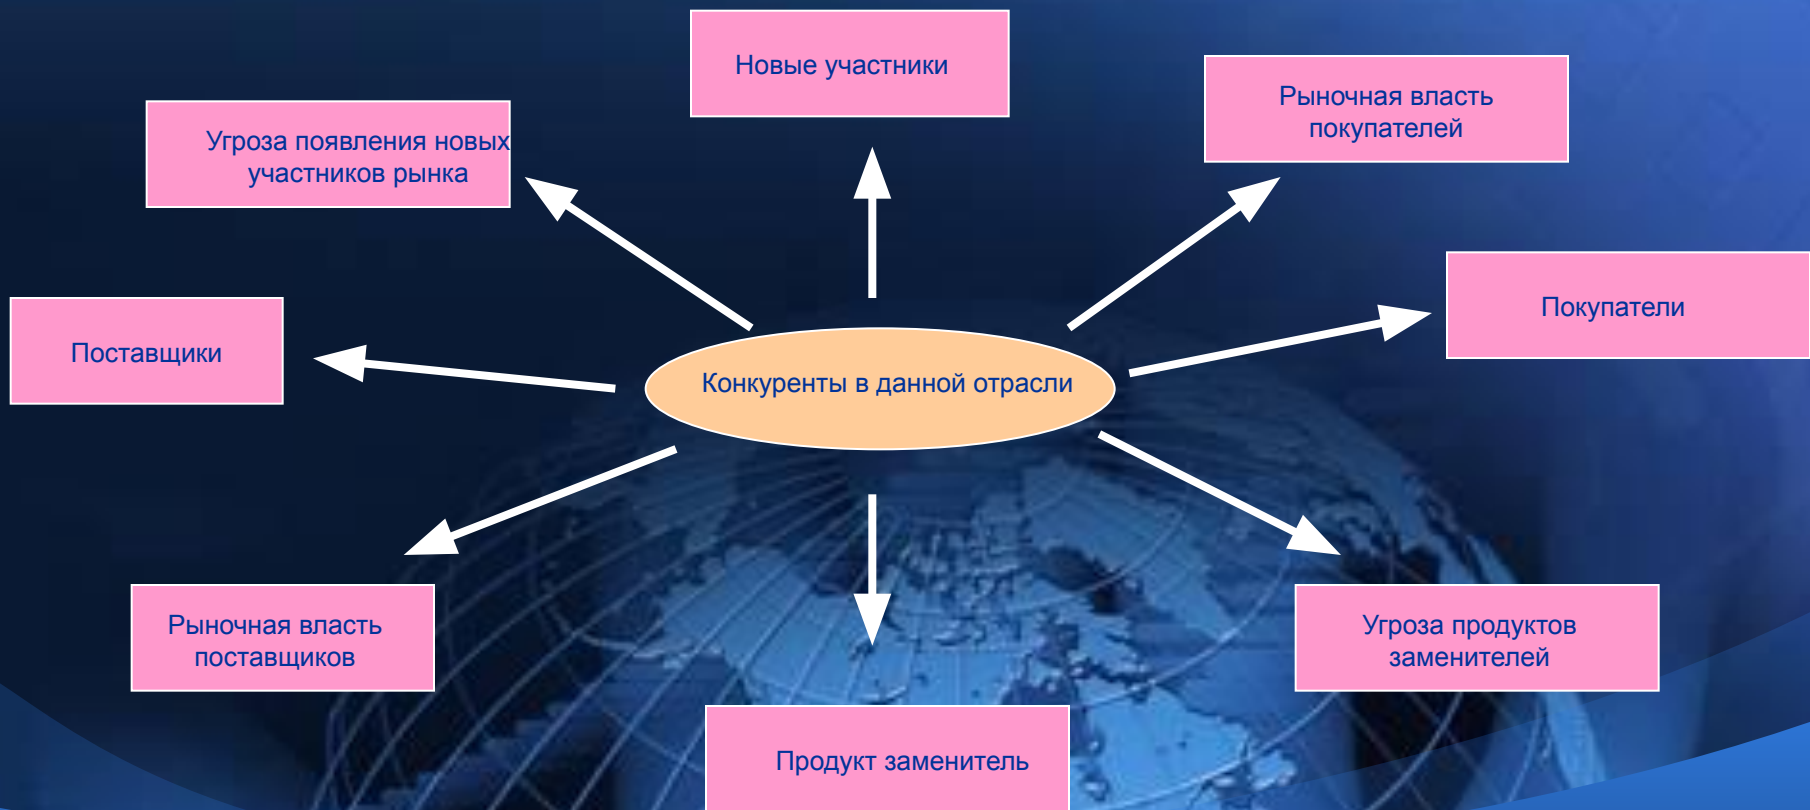 Новые участники
Рыночная власть
покупателей
Угроза появления новых
участников рынка
Покупатели
Поставщики
Конкуренты в данной отрасли
Рыночная власть
поставщиков
Угроза продуктов
заменителей
Продукт заменитель